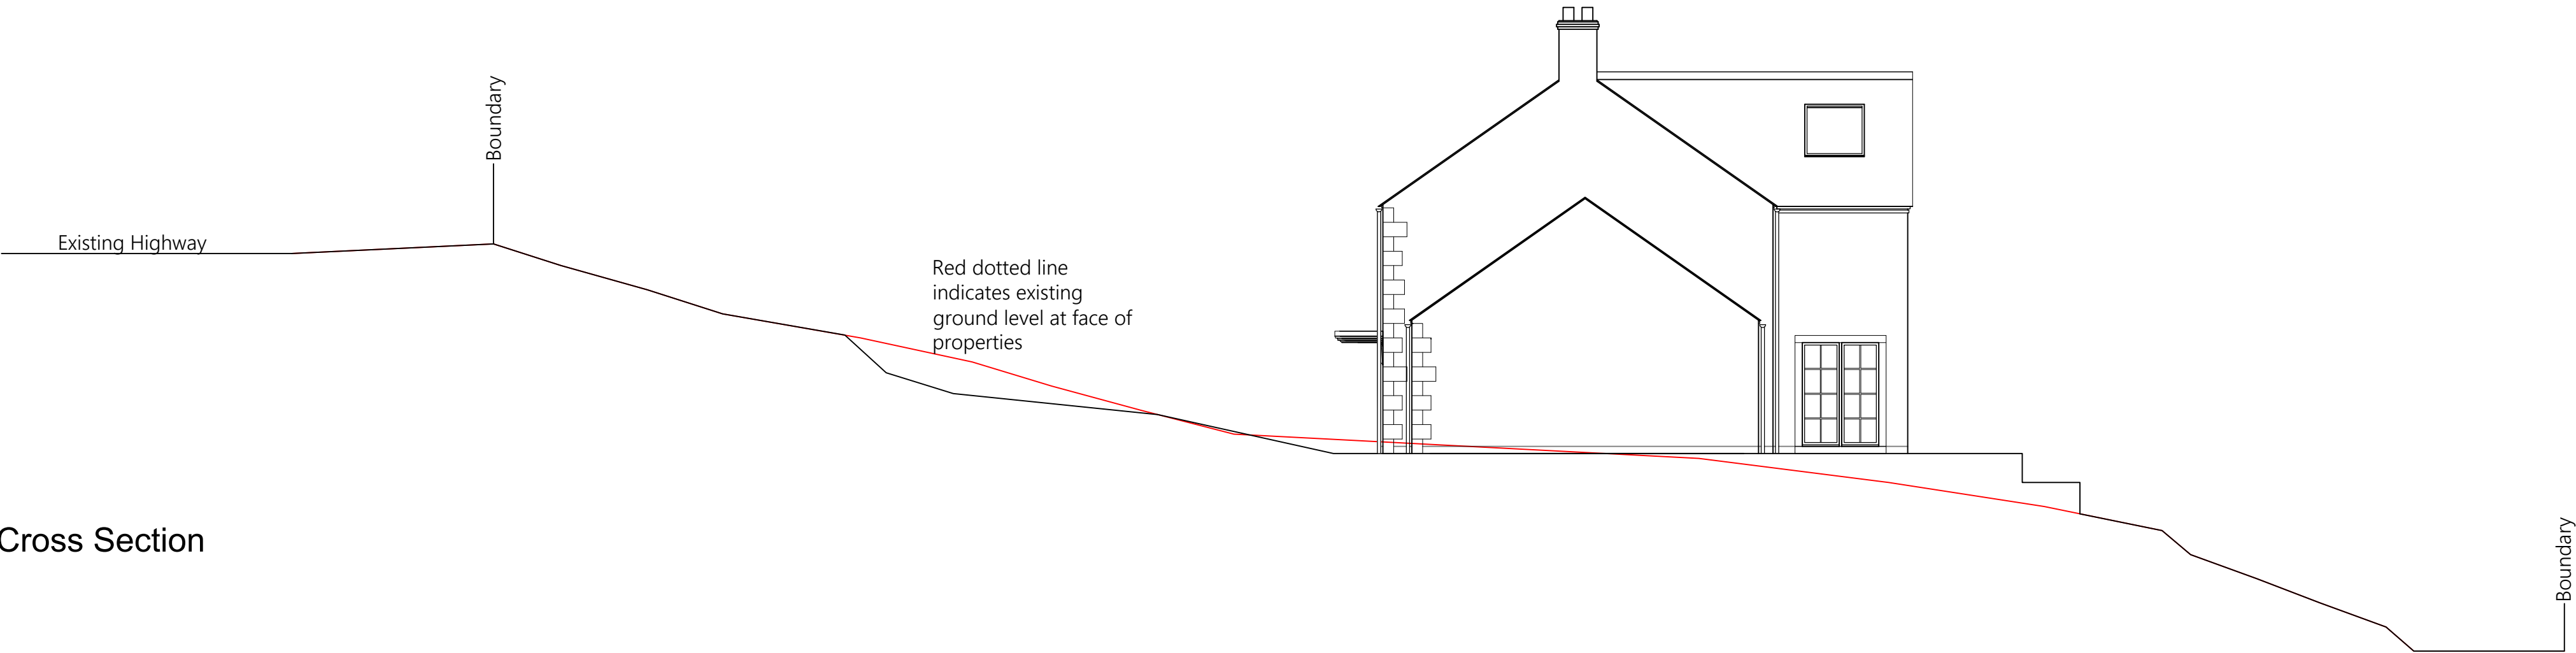 Boundary
Existing Highway
Red dotted line
indicates existing
ground level at face of
properties
Cross Section
Boundary